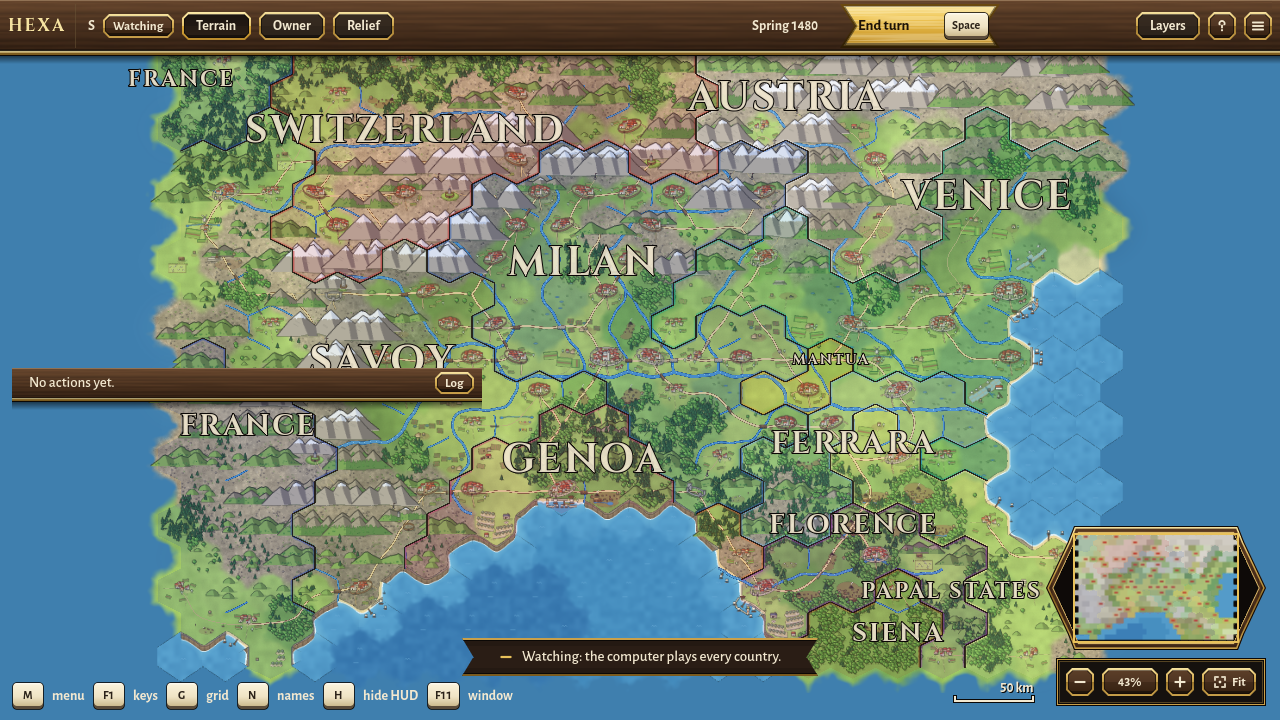 HEXA S Watching Terrain Owner Relief Spring 1480 End turn Space Layers ?
FRANCE
AUSTRIA
SWITZERLAND
VENICE
MILAN
SAVOY
MANTUA
No actions yet. Log
FRANCE
GENOA
FERRARA
FLORENCE
PAPAL STATES
SIENA
Watching: the computer plays every country.
M menu F1 keys G grid N names H hide HUD F11 window
50 km
43% Fit